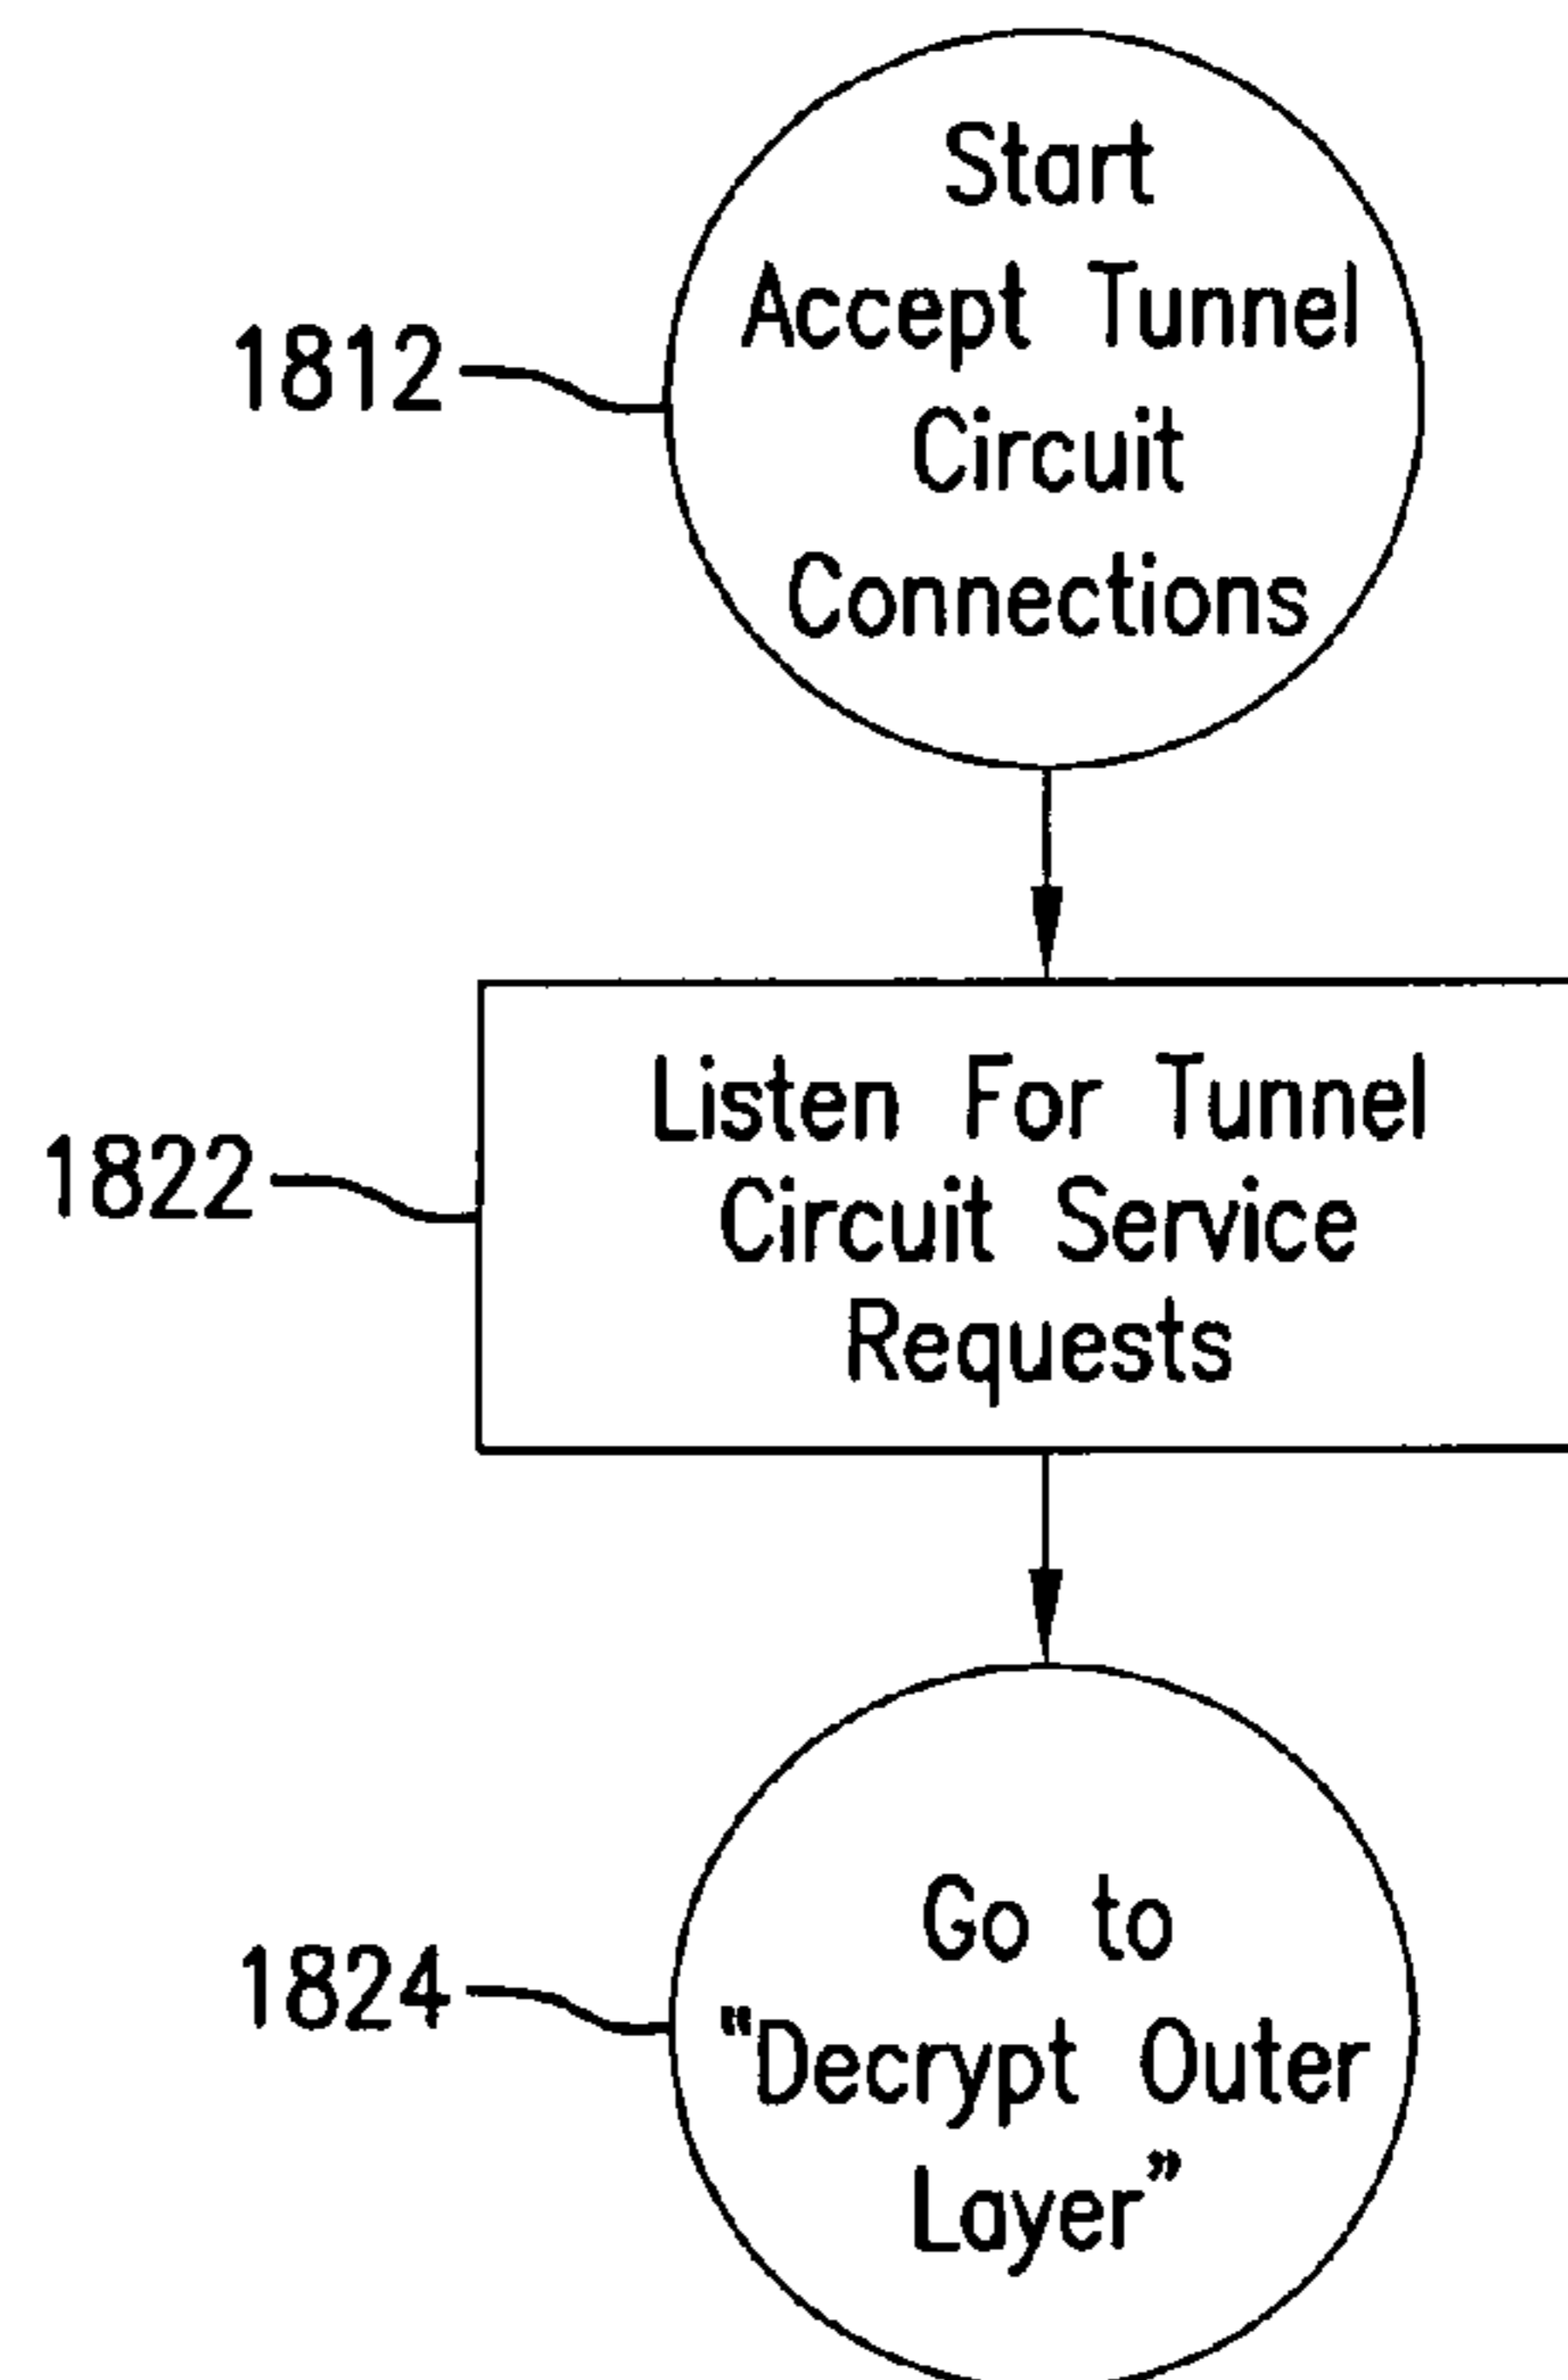 Start
Accept Tunnel
1812
Circuit
Connections
Listen For Tunnel
1822
Circuit Service
Requests
Go to
1824
“Decrypt Outer
Layer”